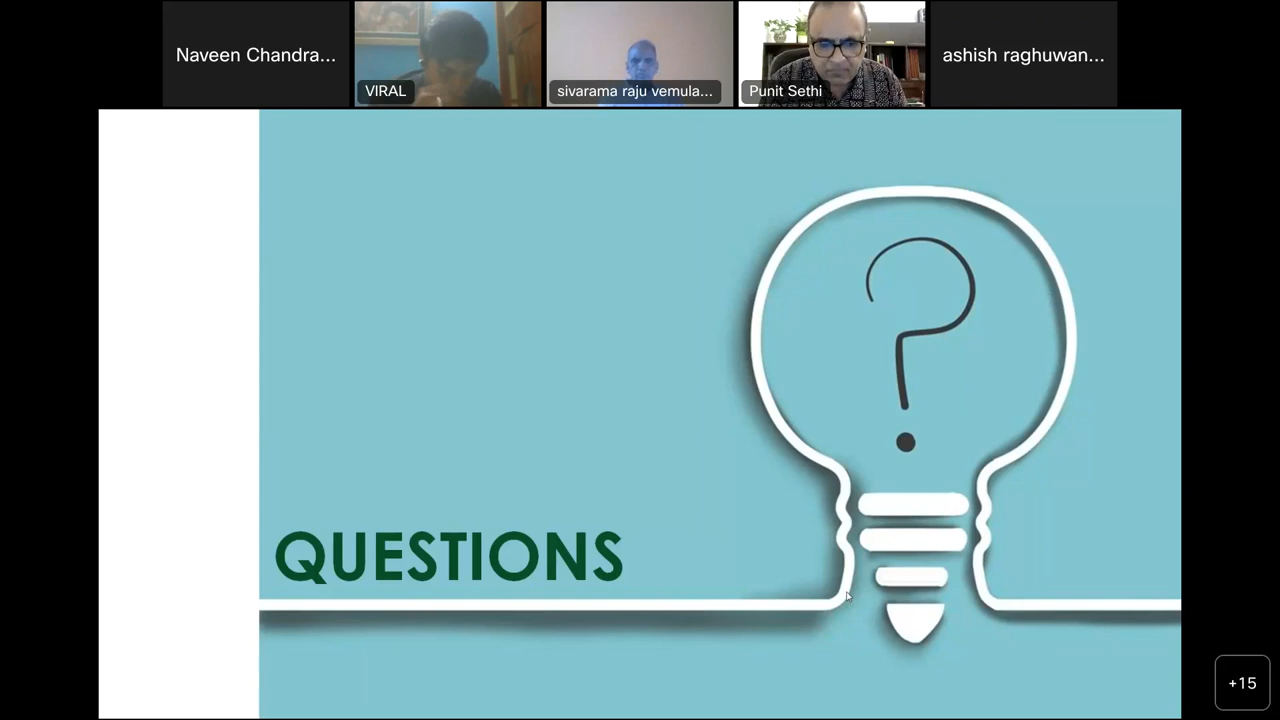 Naveen Chandra...
VIRAL
sivarama raju vemula...
Punit Sethi
ashish raghuwan...
?
QUESTIONS
+15